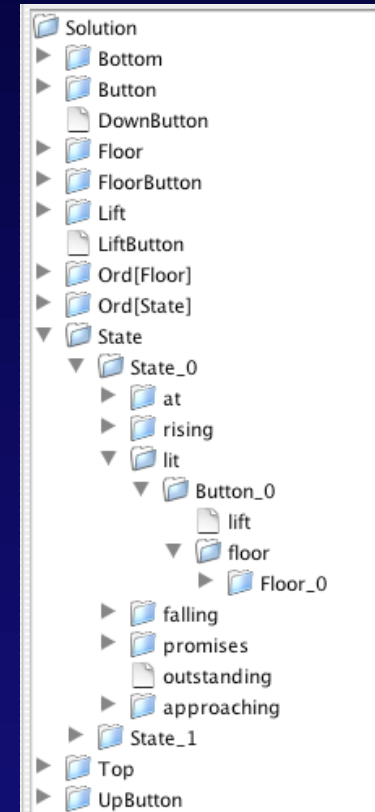 Solution
Bottom
Button
DownButton
Floor
FloorButton
Lift
LiftButton
Ord[Floor]
Ord[State]
State
State_0
at
rising
lit
Button_0
lift
floor
Floor_0
falling
promises
outstanding
approaching
State_1
Top
UpButton